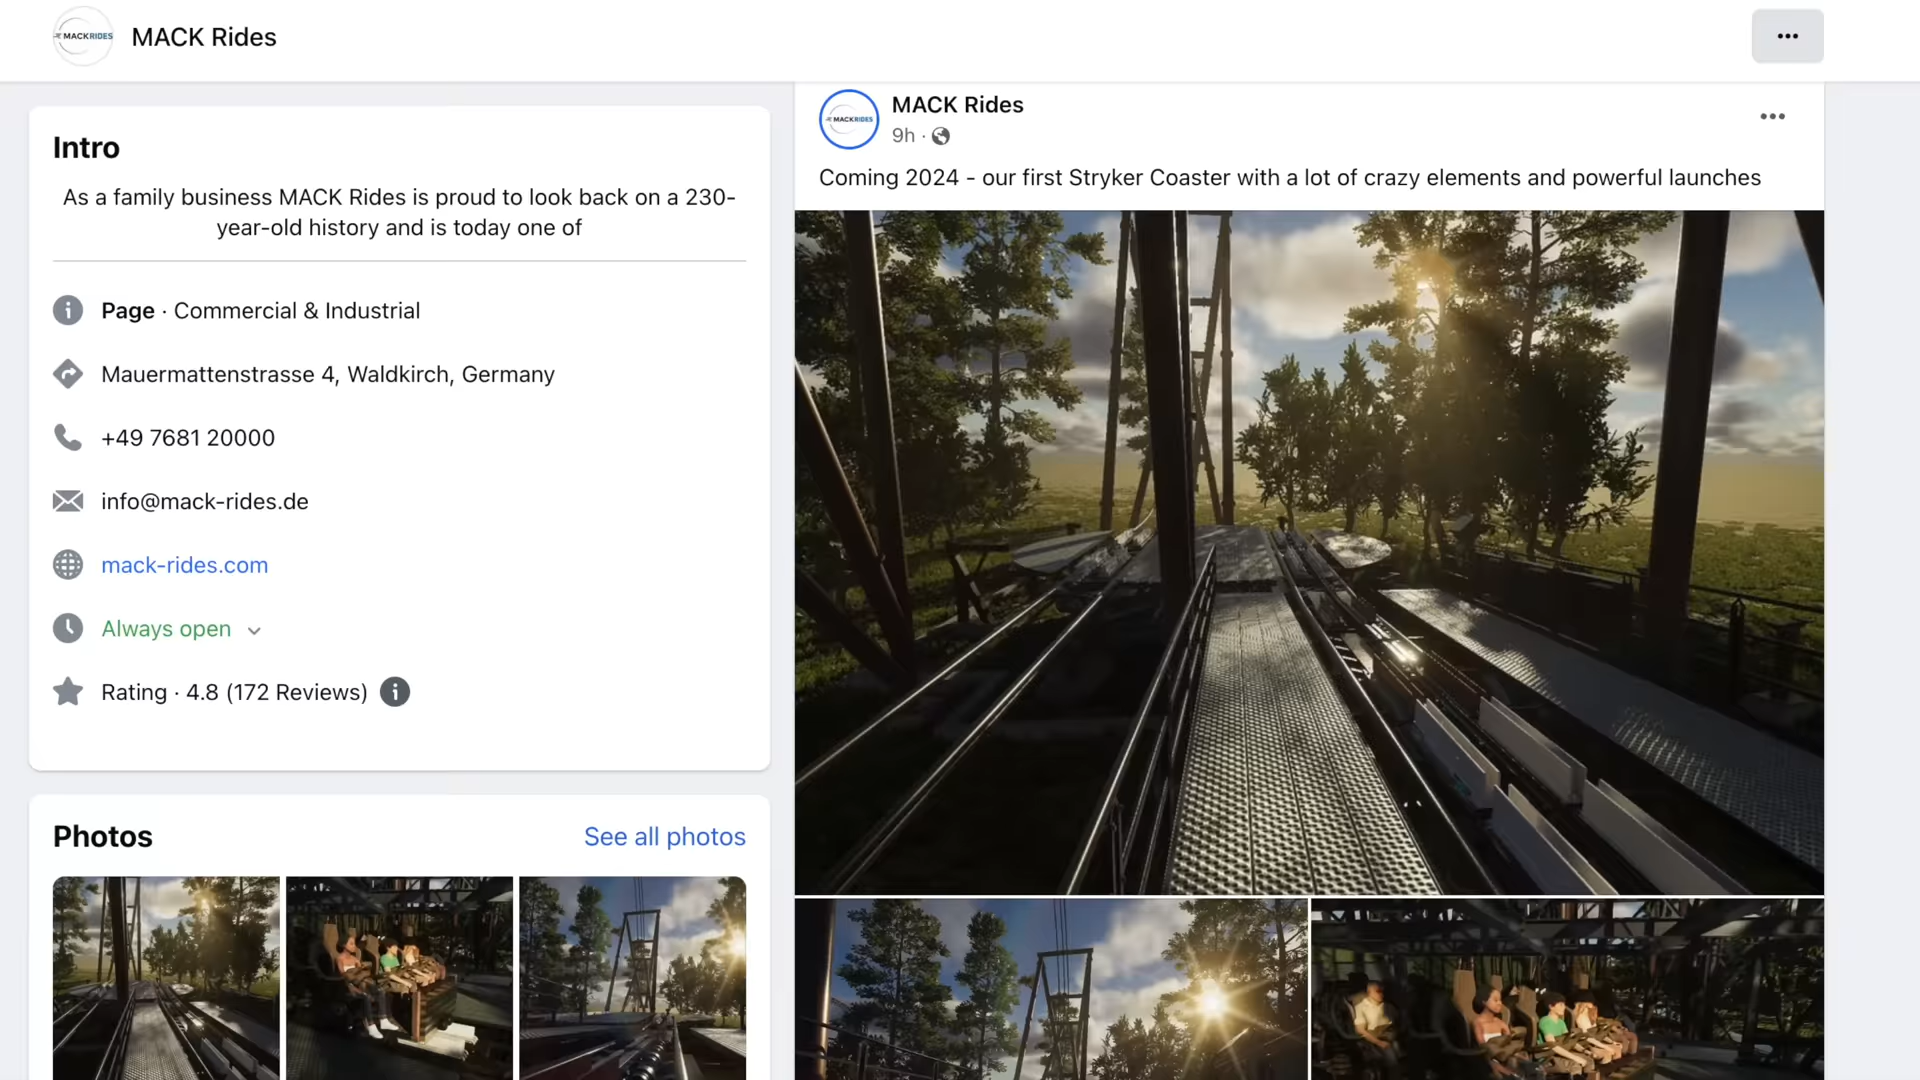 MACKRIDES
MACK Rides
Intro
As a family business MACK Rides is proud to look back on a 230-
year-old history and is today one of
Page · Commercial & Industrial
Mauermattenstrasse 4, Waldkirch, Germany
+49 7681 20000
info@mack-rides.de
mack-rides.com
Always open
Rating · 4.8 (172 Reviews)
Photos
See all photos
MACKRIDES
MACK Rides
9h ·
Coming 2024 - our first Stryker Coaster with a lot of crazy elements and powerful launches